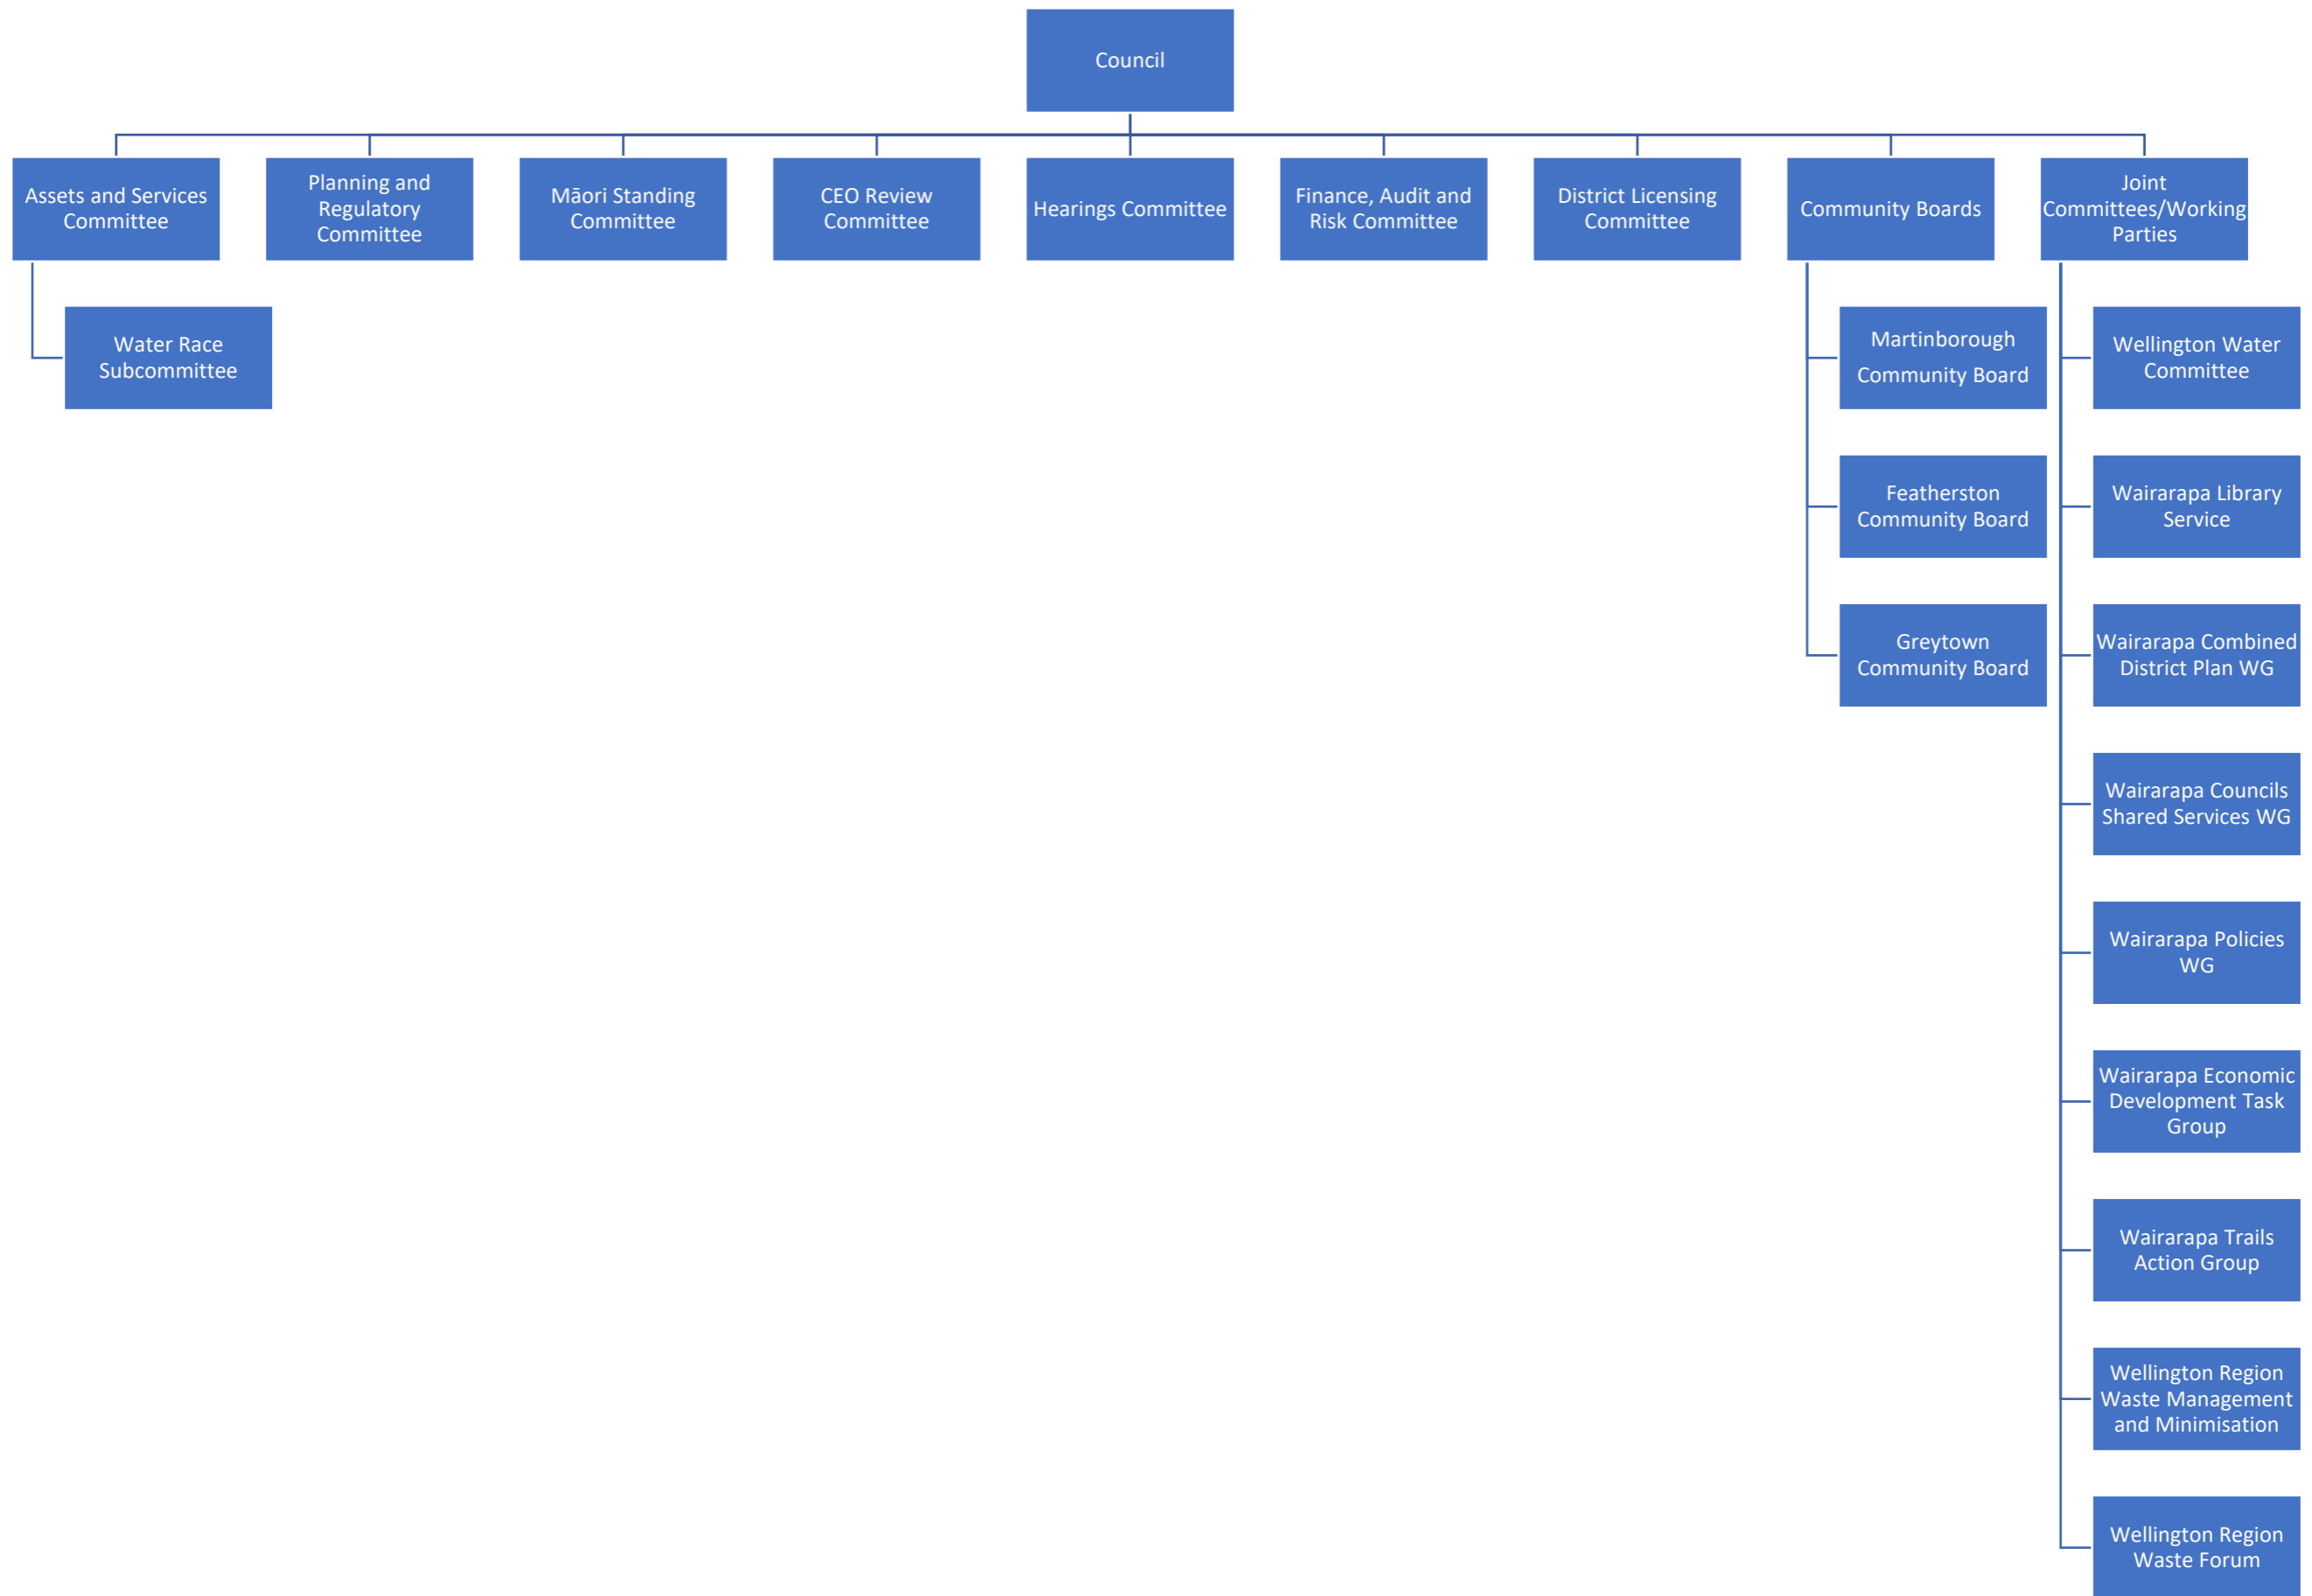 Council
Assets and Services
Committee
Planning and
Regulatory
Committee
Māori Standing
Committee
CEO Review
Committee
Hearings Committee
Finance, Audit and
Risk Committee
District Licensing
Committee
Community Boards
Joint
Committees/Working
Parties
Water Race
Subcommittee
Martinborough
Community Board
Featherston
Community Board
Greytown
Community Board
Wellington Water
Committee
Wairarapa Library
Service
Wairarapa Combined
District Plan WG
Wairarapa Councils
Shared Services WG
Wairarapa Policies
WG
Wairarapa Economic
Development Task
Group
Wairarapa Trails
Action Group
Wellington Region
Waste Management
and Minimisation
Wellington Region
Waste Forum